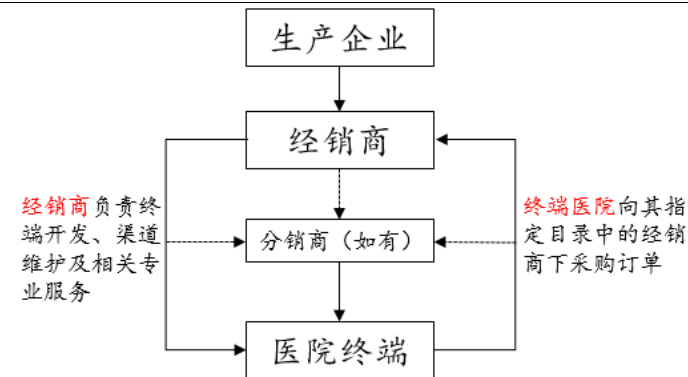 生产企业
经销商
经销商负责终
端开发、渠道
维护及相关专
业服务
分销商（如有）
终端医院向其指
定目录中的经销
商下采购订单
医院终端